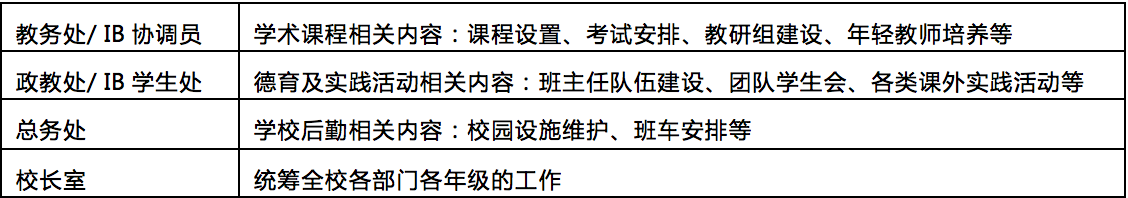 教务处/ IB 协调员 学术课程相关内容：课程设置、考试安排、教研组建设、年轻教师培养等
政教处/ IB 学生处 德育及实践活动相关内容：班主任队伍建设、团队学生会、各类课外实践活动等
总务处 学校后勤相关内容：校园设施维护、班车安排等
校长室 统筹全校各部门各年级的工作